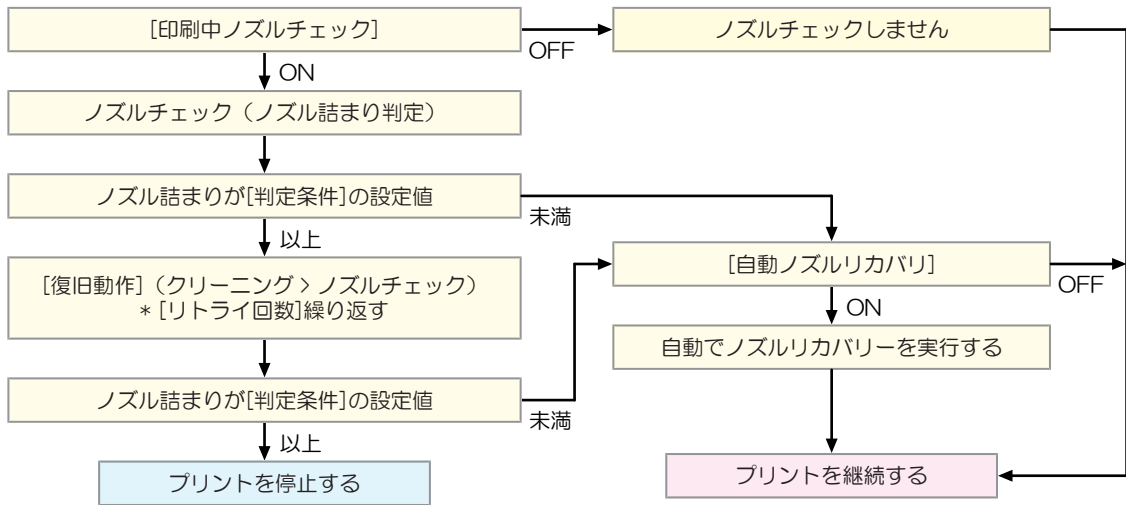 [印刷中ノズルチェック]
OFF
ノズルチェックしません
ON
ノズルチェック（ノズル詰まり判定）
ノズル詰まりが[判定条件]の設定値
未満
以上
[復旧動作]（クリーニング > ノズルチェック）
* [リトライ回数]繰り返す
[自動ノズルリカバリ]
OFF
ON
自動でノズルリカバリーを実行する
ノズル詰まりが[判定条件]の設定値
未満
以上
プリントを停止する
プリントを継続する